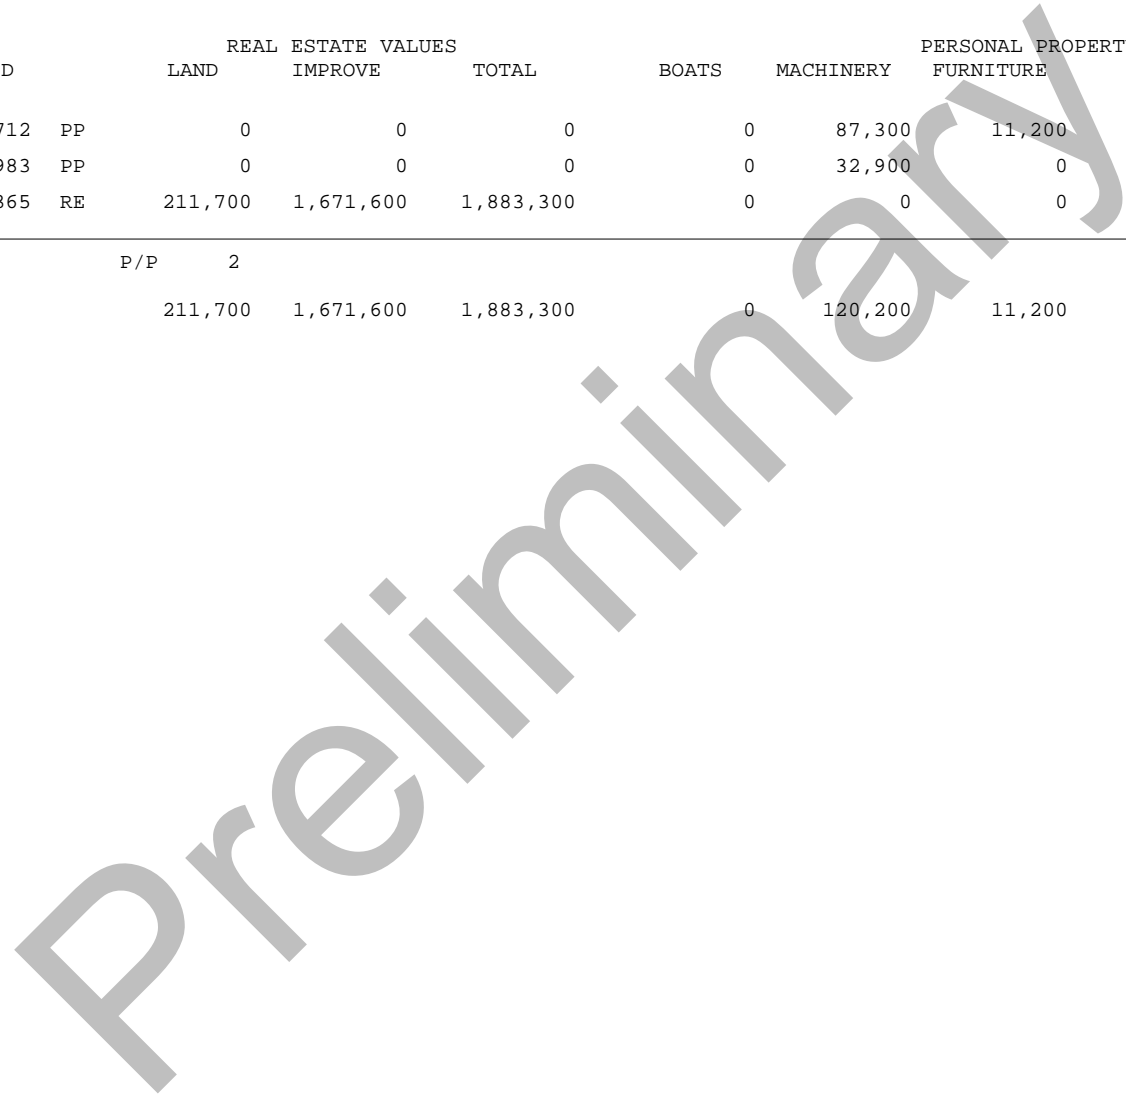 REAL ESTATE VALUES PERSONAL PROPERT
D LAND IMPROVE TOTAL BOATS MACHINERY FURNITURE
712 PP 0 0 0 0 87,300 11,200
983 PP 0 0 0 0 32,900 0
365 RE 211,700 1,671,600 1,883,300 0 0 0
P/P 2
211,700 1,671,600 1,883,300 0 120,200 11,200
Preliminary